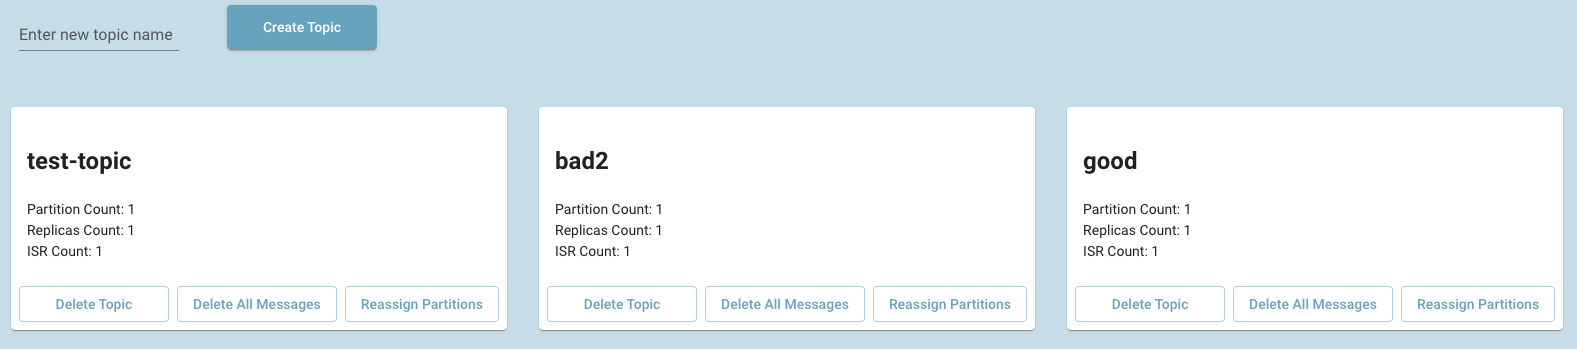 Enter new topic name
Create Topic
test-topic
Partition Count: 1
Replicas Count: 1
ISR Count: 1
Delete Topic
Delete All Messages
Reassign Partitions
bad2
Partition Count: 1
Replicas Count: 1
ISR Count: 1
Delete Topic
Delete All Messages
Reassign Partitions
good
Partition Count: 1
Replicas Count: 1
ISR Count: 1
Delete Topic
Delete All Messages
Reassign Partitions